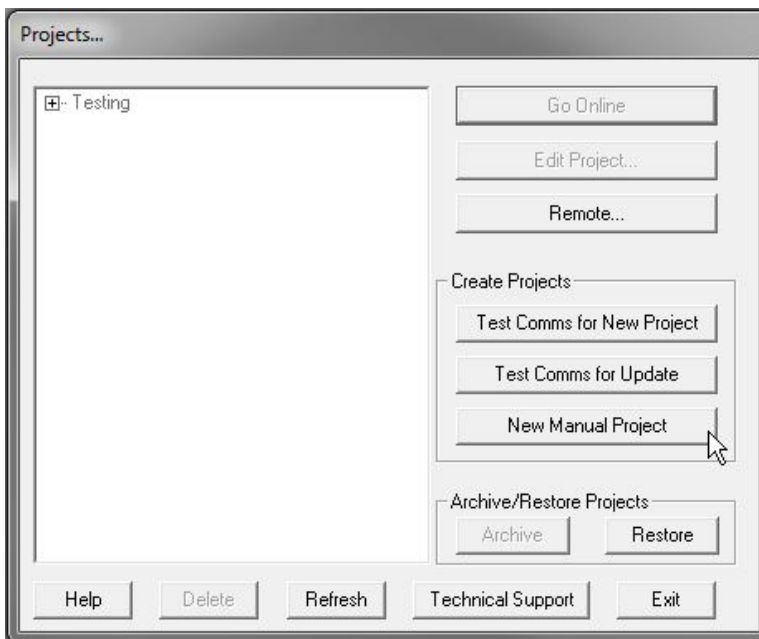 Projects...
Testing
Go Online
Edit Project...
Remote...
Create Projects
Test Comms for New Project
Test Comms for Update
New Manual Project
Archive/Restore Projects
Archive Restore
Help Delete Refresh Technical Support Exit